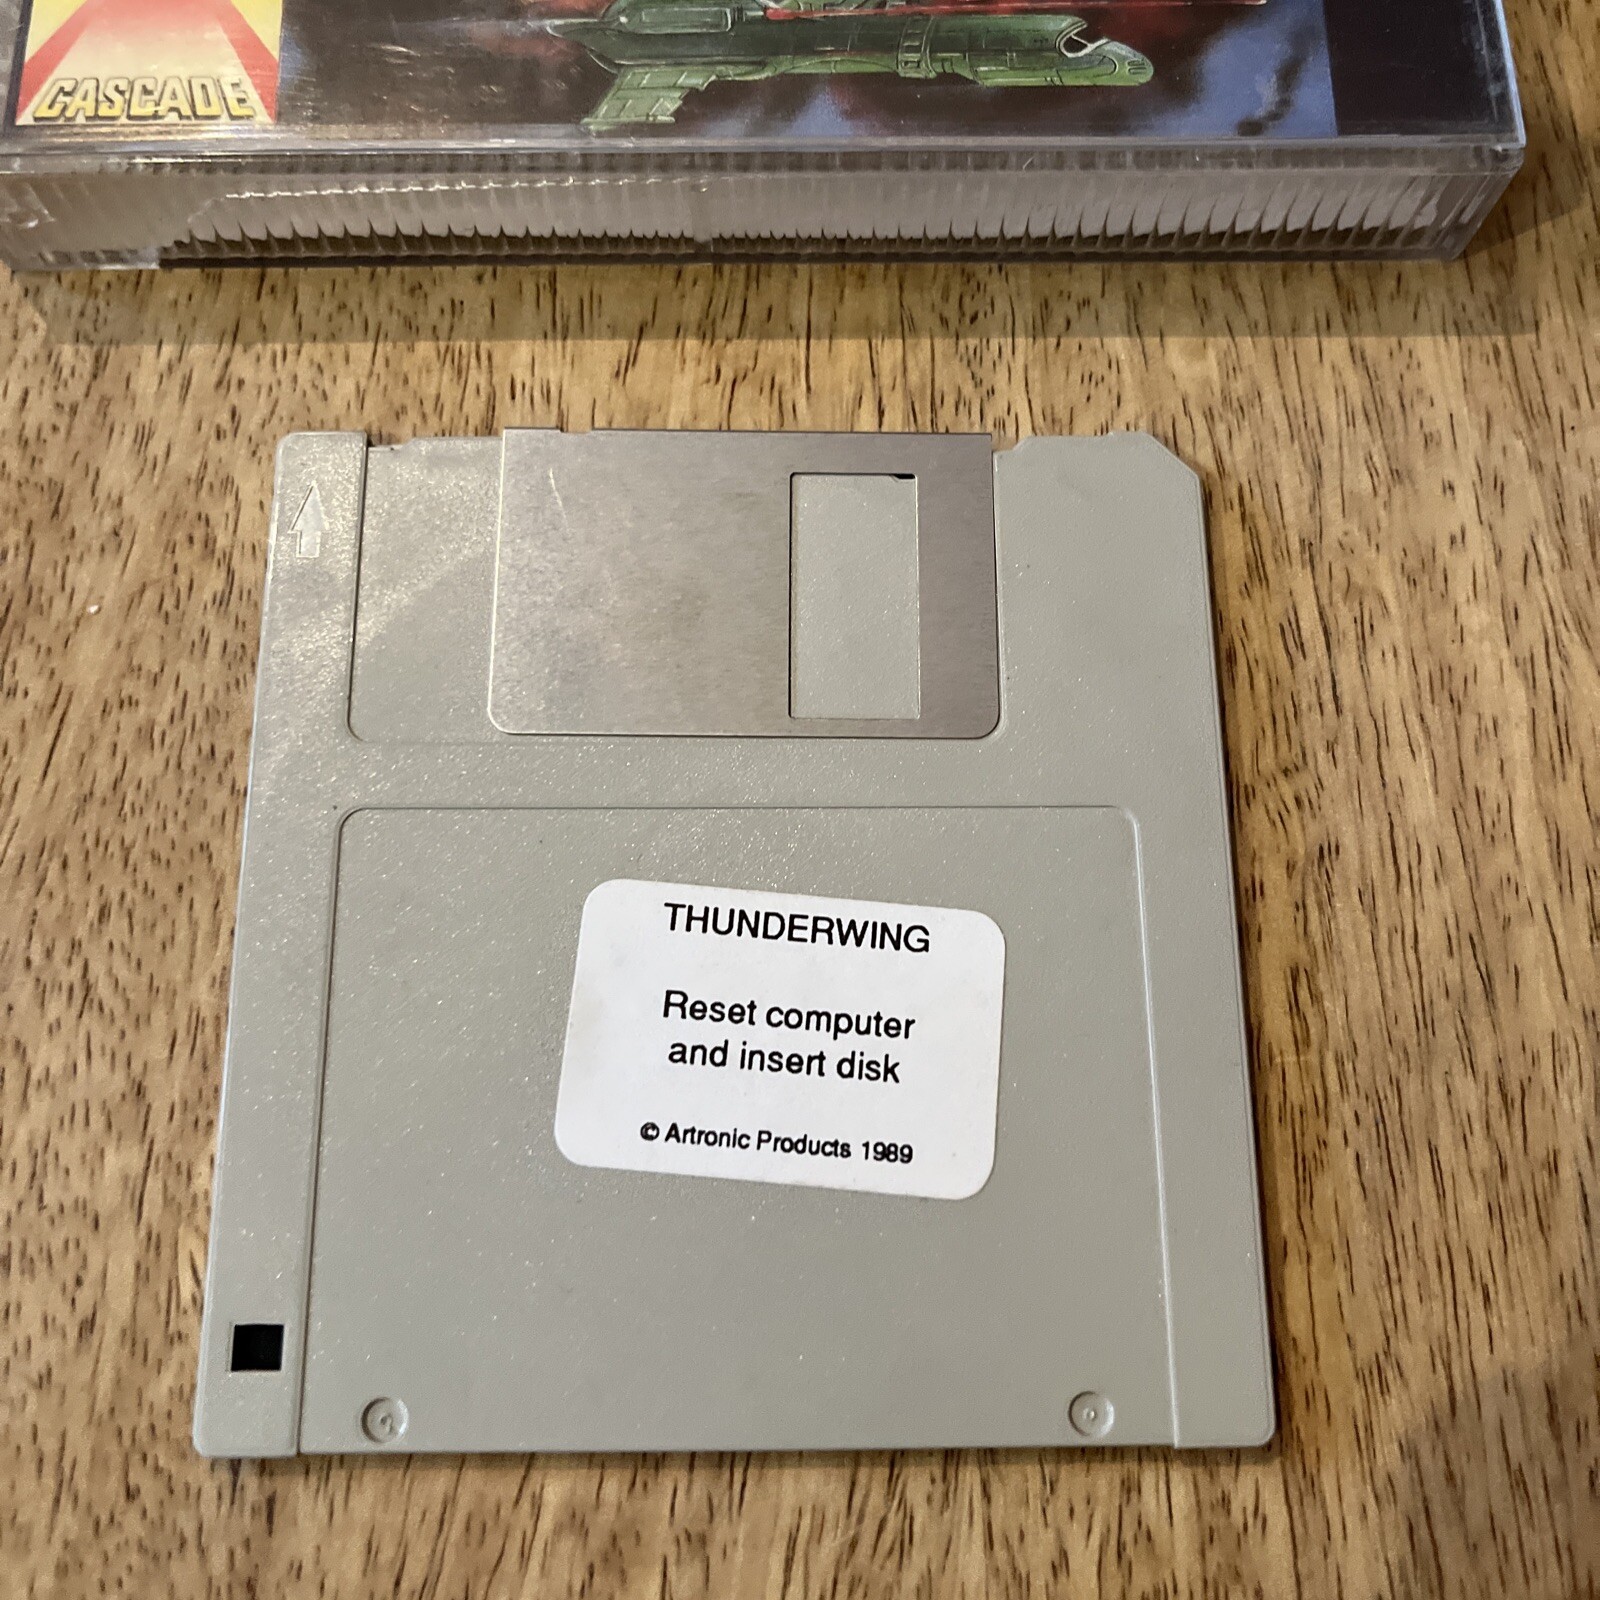 CASCADE
THUNDERWING
Reset computer
and insert disk
© Artronic Products 1989